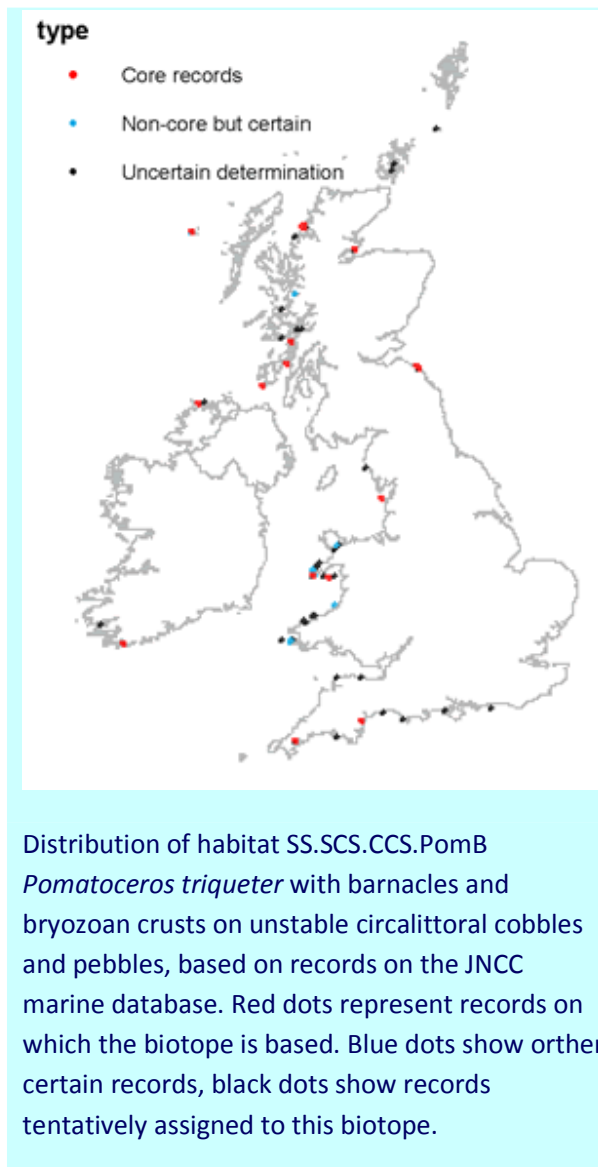 type
Core records
Non-core but certain
Uncertain determination
Distribution of habitat SS.SCS.CCS.PomB
Pomatoceros triqueter with barnacles and
bryozoan crusts on unstable circalittoral cobbles
and pebbles, based on records on the JNCC
marine database. Red dots represent records on
which the biotope is based. Blue dots show orther
certain records, black dots show records
tentatively assigned to this biotope.